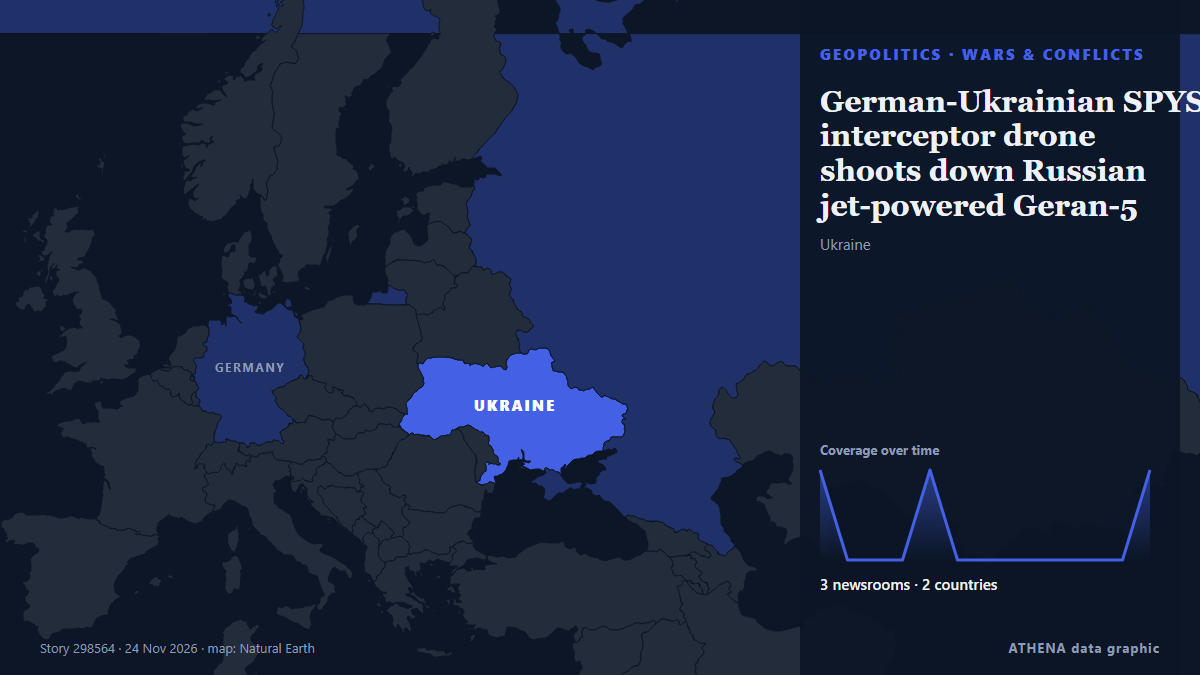 GEOPOLITICS · WARS & CONFLICTS
German-Ukrainian SPYS
interceptor drone
shoots down Russian
jet-powered Geran-5
Ukraine
GERMANY
UKRAINE
Coverage over time
3 newsrooms · 2 countries
Story 298564 · 24 Nov 2026 · map: Natural Earth
ATHENA data graphic